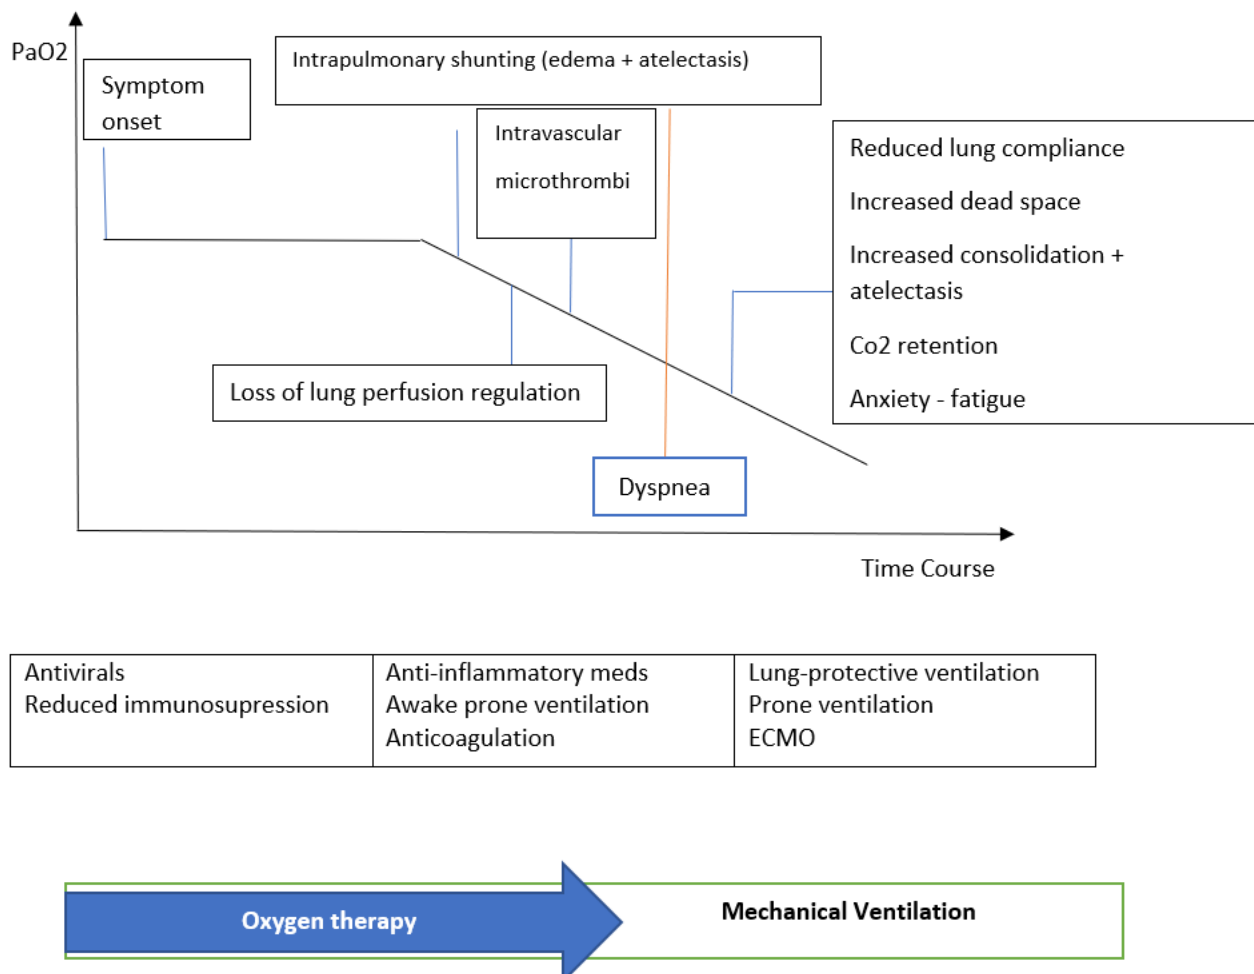 PaO2
Symptom
onset
Intrapulmonary shunting (edema + atelectasis)
Intravascular
microthrombi
Reduced lung compliance
Increased dead space
Increased consolidation +
atelectasis
Co2 retention
Anxiety - fatigue
Loss of lung perfusion regulation
Dyspnea
Time Course
Antivirals
Reduced immunosupression
Anti-inflammatory meds
Awake prone ventilation
Anticoagulation
Lung-protective ventilation
Prone ventilation
ECMO
Oxygen therapy
Mechanical Ventilation